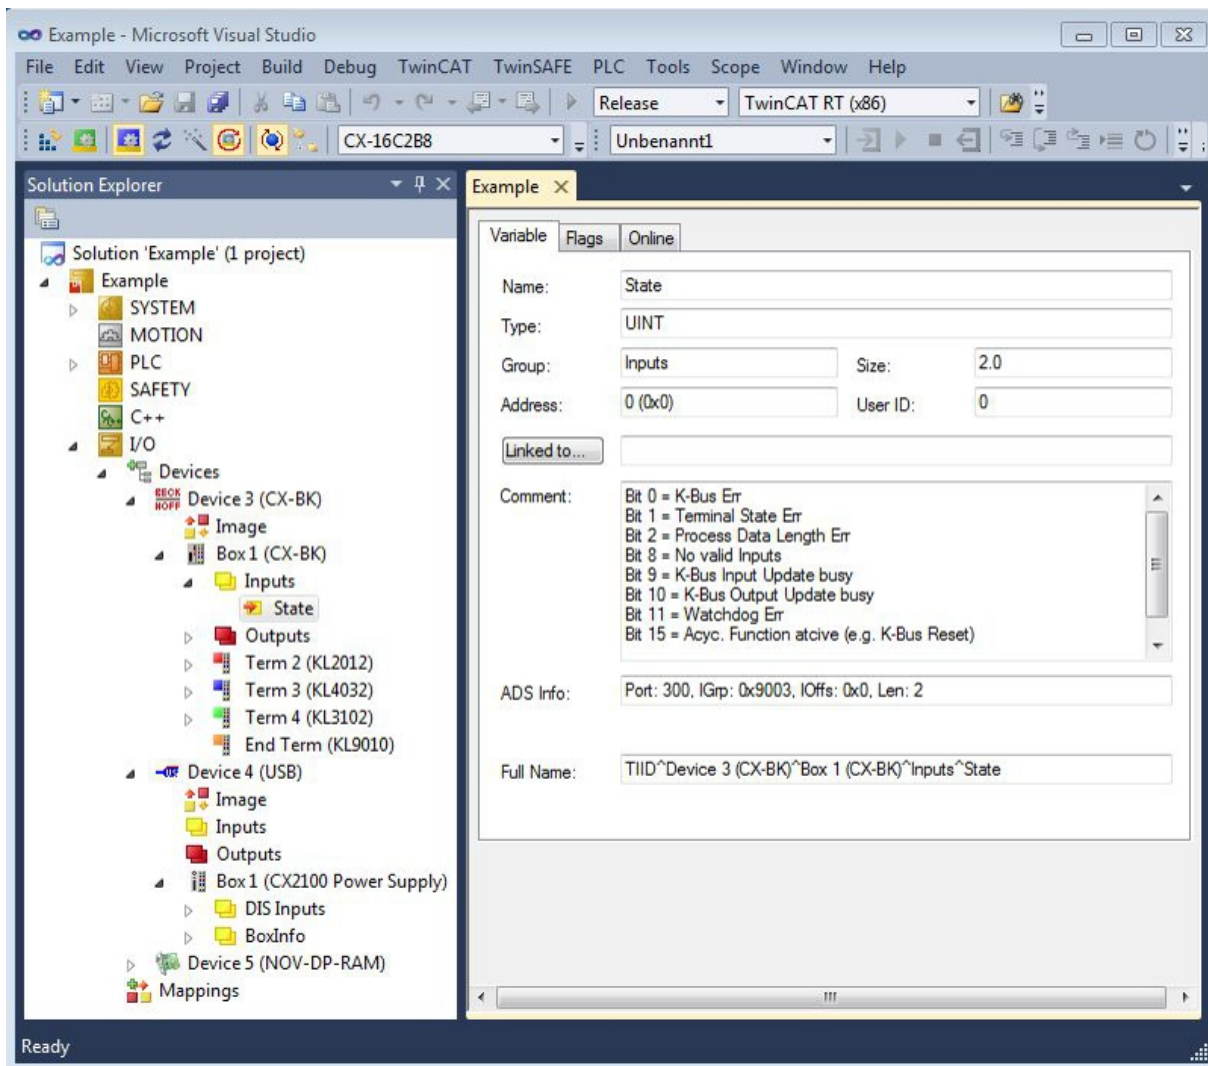 Example - Microsoft Visual Studio
File Edit View Project Build Debug TwinCAT TwinSAFE PLC Tools Scope Window Help
Release TwinCAT RT (x86)
CX-16C2B8 Unbenannt1
Solution Explorer
Solution 'Example' (1 project)
Example
SYSTEM
MOTION
PLC
SAFETY
C++
I/O
Devices
BECK
HOFF
Device 3 (CX-BK)
Image
Box 1 (CX-BK)
Inputs
State
Outputs
Term 2 (KL2012)
Term 3 (KL4032)
Term 4 (KL3102)
End Term (KL9010)
Device 4 (USB)
Image
Inputs
Outputs
Box 1 (CX2100 Power Supply)
DIS Inputs
BoxInfo
Device 5 (NOV-DP-RAM)
Mappings
Example
Variable Flags Online
Name: State
Type: UINT
Group: Inputs Size: 2.0
Address: 0 (0x0) User ID: 0
Linked to...
Comment: Bit 0 = K-Bus Err
Bit 1 = Terminal State Err
Bit 2 = Process Data Length Err
Bit 8 = No valid Inputs
Bit 9 = K-Bus Input Update busy
Bit 10 = K-Bus Output Update busy
Bit 11 = Watchdog Err
Bit 15 = Acyc. Function atcive (e.g. K-Bus Reset)
ADS Info: Port: 300, IGrp: 0x9003, IOffs: 0x0, Len: 2
Full Name: TIID^Device 3 (CX-BK)^Box 1 (CX-BK)^Inputs^State
Ready